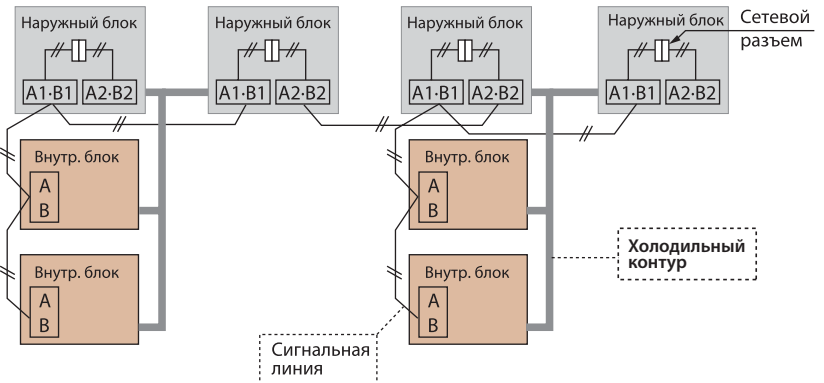 Наружный блок
A1·B1 A2·B2
Наружный блок
A1·B1 A2·B2
Наружный блок
A1·B1 A2·B2
Наружный блок
A1·B1 A2·B2
Сетевой
разъем
Внутр. блок
A
B
Внутр. блок
A
B
Внутр. блок
A
B
Внутр. блок
A
B
Холодильный
контур
Сигнальная
линия